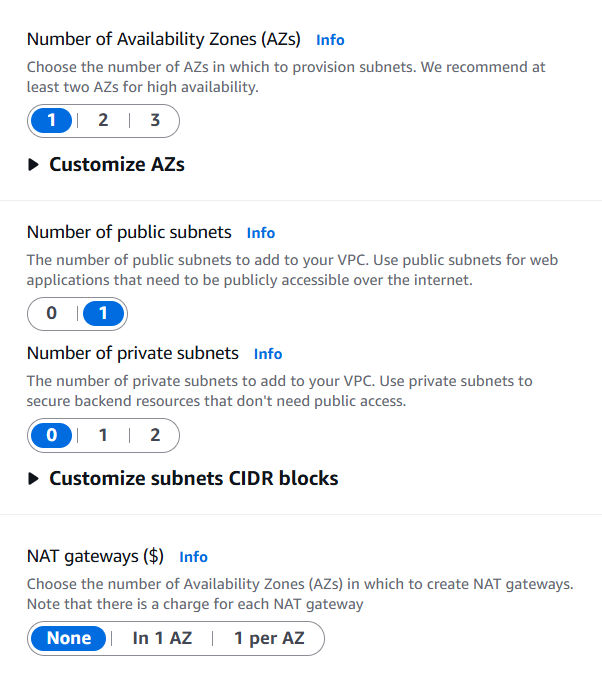 Number of Availability Zones (AZs) Info
Choose the number of AZs in which to provision subnets. We recommend at
least two AZs for high availability.
1 2 3
Customize AZs
Number of public subnets Info
The number of public subnets to add to your VPC. Use public subnets for web
applications that need to be publicly accessible over the internet.
0 1
Number of private subnets Info
The number of private subnets to add to your VPC. Use private subnets to
secure backend resources that don't need public access.
0 1 2
Customize subnets CIDR blocks
NAT gateways ($) Info
Choose the number of Availability Zones (AZs) in which to create NAT gateways.
Note that there is a charge for each NAT gateway
None In 1 AZ 1 per AZ